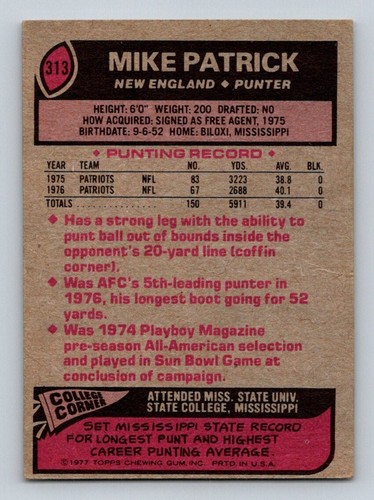 313
MIKE PATRICK
NEW ENGLAND ◆ PUNTER
HEIGHT: 6'0" WEIGHT: 200 DRAFTED: NO
HOW ACQUIRED: SIGNED AS FREE AGENT, 1975
BIRTHDATE: 9-6-52 HOME: BILOXI, MISSISSIPPI
◆ PUNTING RECORD ◆
YEAR TEAM NO. YDS. AVG. BLK.
1975 PATRIOTS NFL 83 3223 38.8 0
1976 PATRIOTS NFL 67 2688 40.1 0
TOTALS ................ 150 5911 39.4 0
◆ Has a strong leg with the ability to
punt ball out of bounds inside the
opponent's 20-yard line (coffin
corner).
◆ Was AFC's 5th-leading punter in
1976, his longest boot going for 52
yards.
◆ Was 1974 Playboy Magazine
pre-season All-American selection
and played in Sun Bowl Game at
conclusion of campaign.
COLLEGE
CORNER
ATTENDED MISS. STATE UNIV.
STATE COLLEGE, MISSISSIPPI
SET MISSISSIPPI STATE RECORD
FOR LONGEST PUNT AND HIGHEST
CAREER PUNTING AVERAGE.
©1977 TOPPS CHEWING GUM, INC. PRTD IN U.S.A.